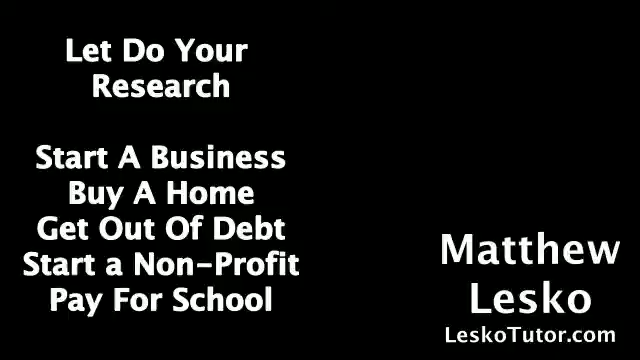 Let Do Your
Research
Start A Business
Buy A Home
Get Out Of Debt
Start a Non-Profit
Pay For School
Matthew
Lesko
LeskoTutor.com